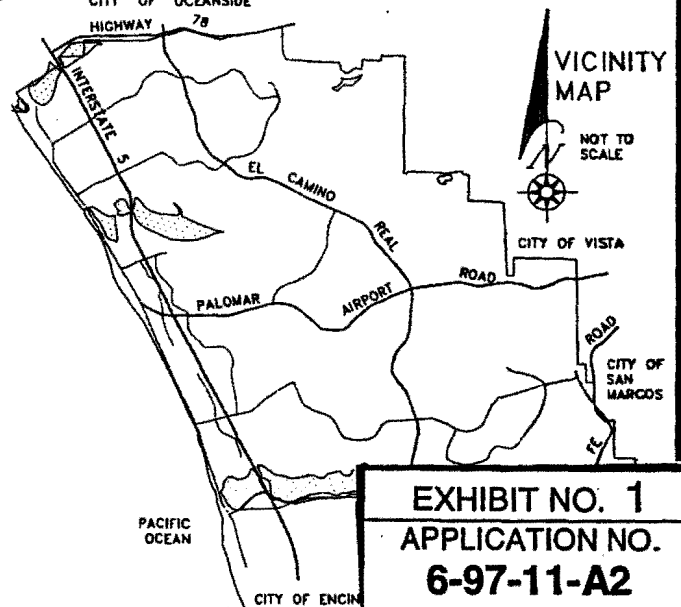 CITY OF OCEANSIDE
HIGHWAY 78
INTERSTATE 5
VICINITY
MAP
N
NOT TO
SCALE
EL CAMINO REAL
CITY OF VISTA
PALOMAR AIRPORT ROAD
ROAD
CITY OF
SAN
MARCOS
FE
PACIFIC
OCEAN
CITY OF ENCIN
EXHIBIT NO. 1
APPLICATION NO.
6-97-11-A2